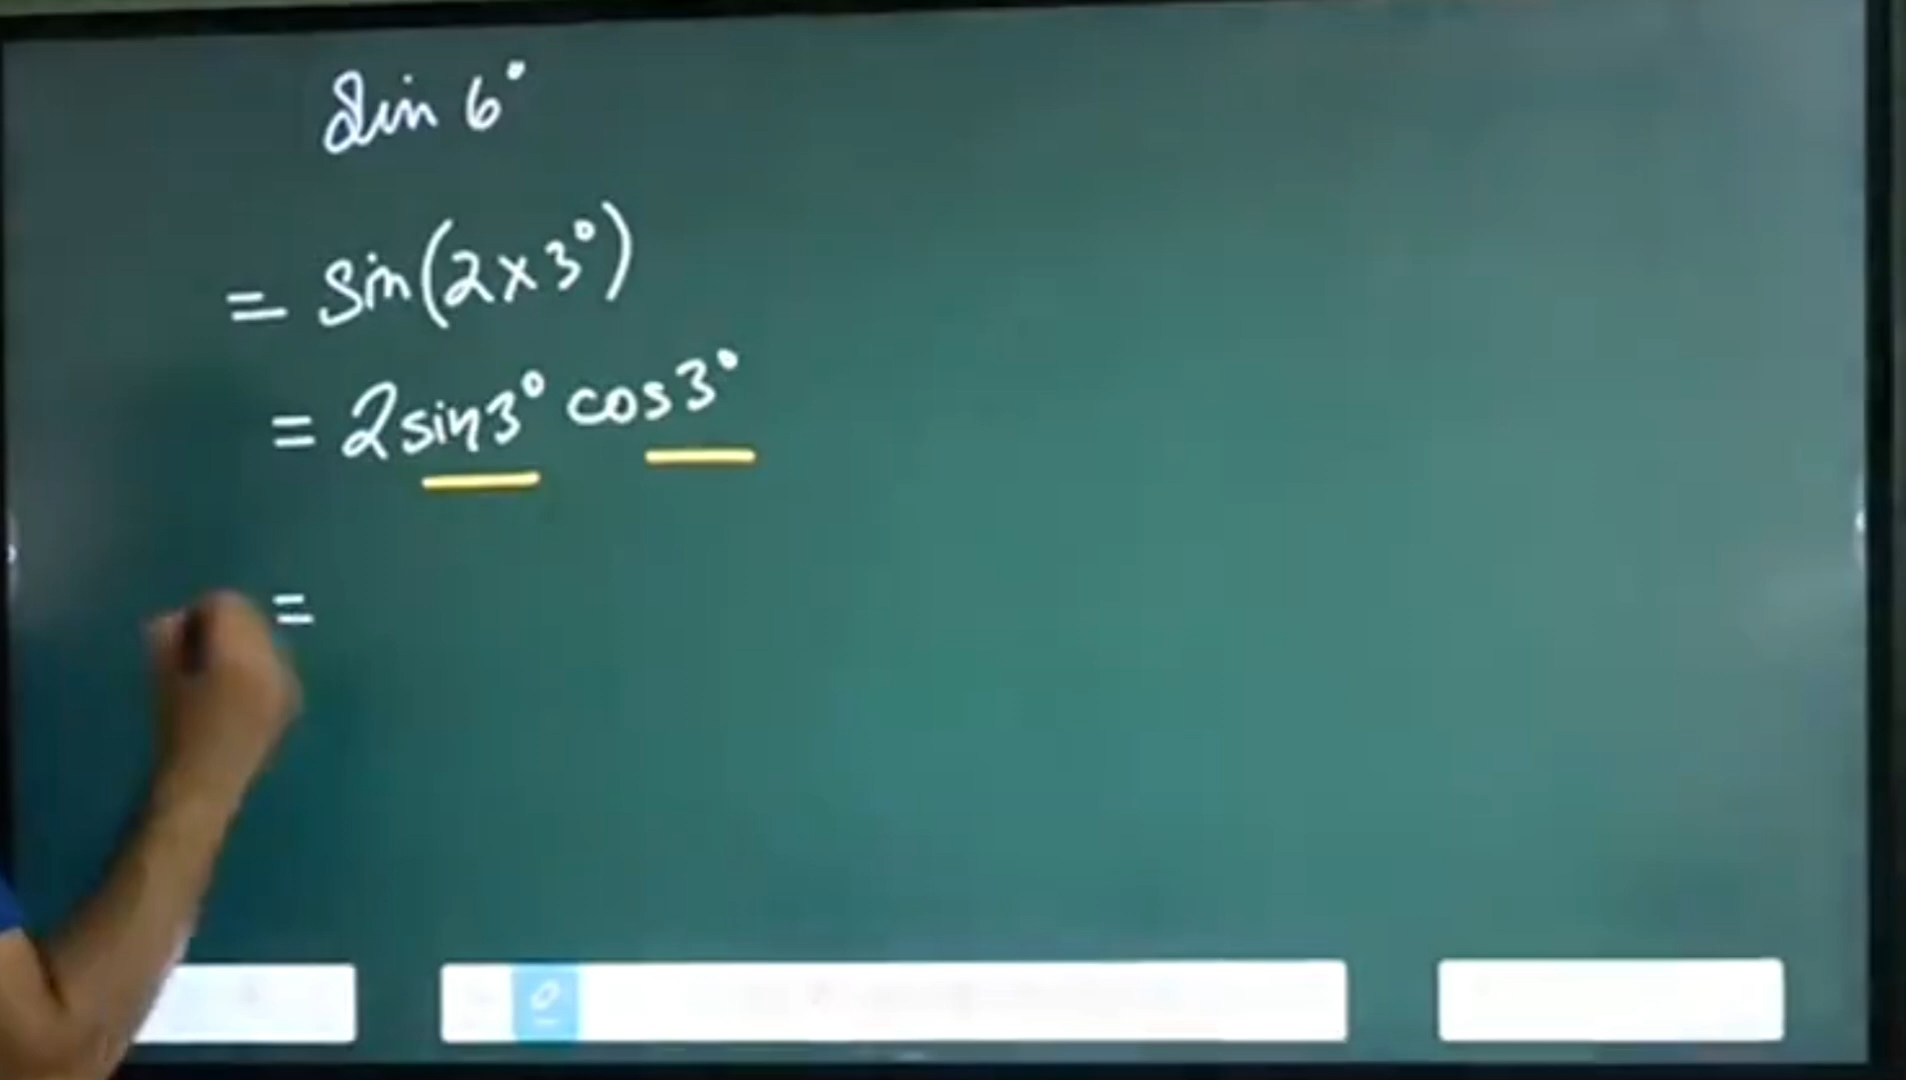 sin 6°
= sin(2×3°)
= 2sin3° cos3°
=